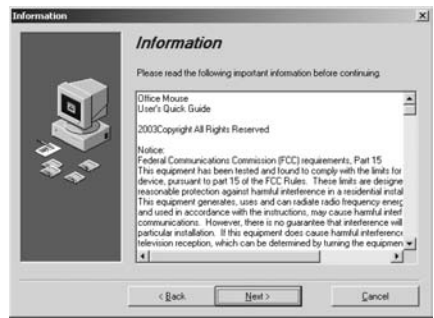 Information
Information
Please read the following important information before continuing.
Office Mouse
User's Quick Guide
2003Copyright All Rights Reserved
Notice:
Federal Communications Commission (FCC) requirements, Part 15
This equipment has been tested and found to comply with the limits for
device, pursuant to part 15 of the FCC Rules. These limits are designe
reasonable protection against harmful interference in a residential instal
This equipment generates, uses and can radiate radio frequency energ
and used in accordance with the instructions, may cause harmful interf
communications. However, there is no guarantee that interference will
particular installation. If this equipment does cause harmful interference
television reception, which can be determined by turning the equipmen
< Back
Next >
Cancel